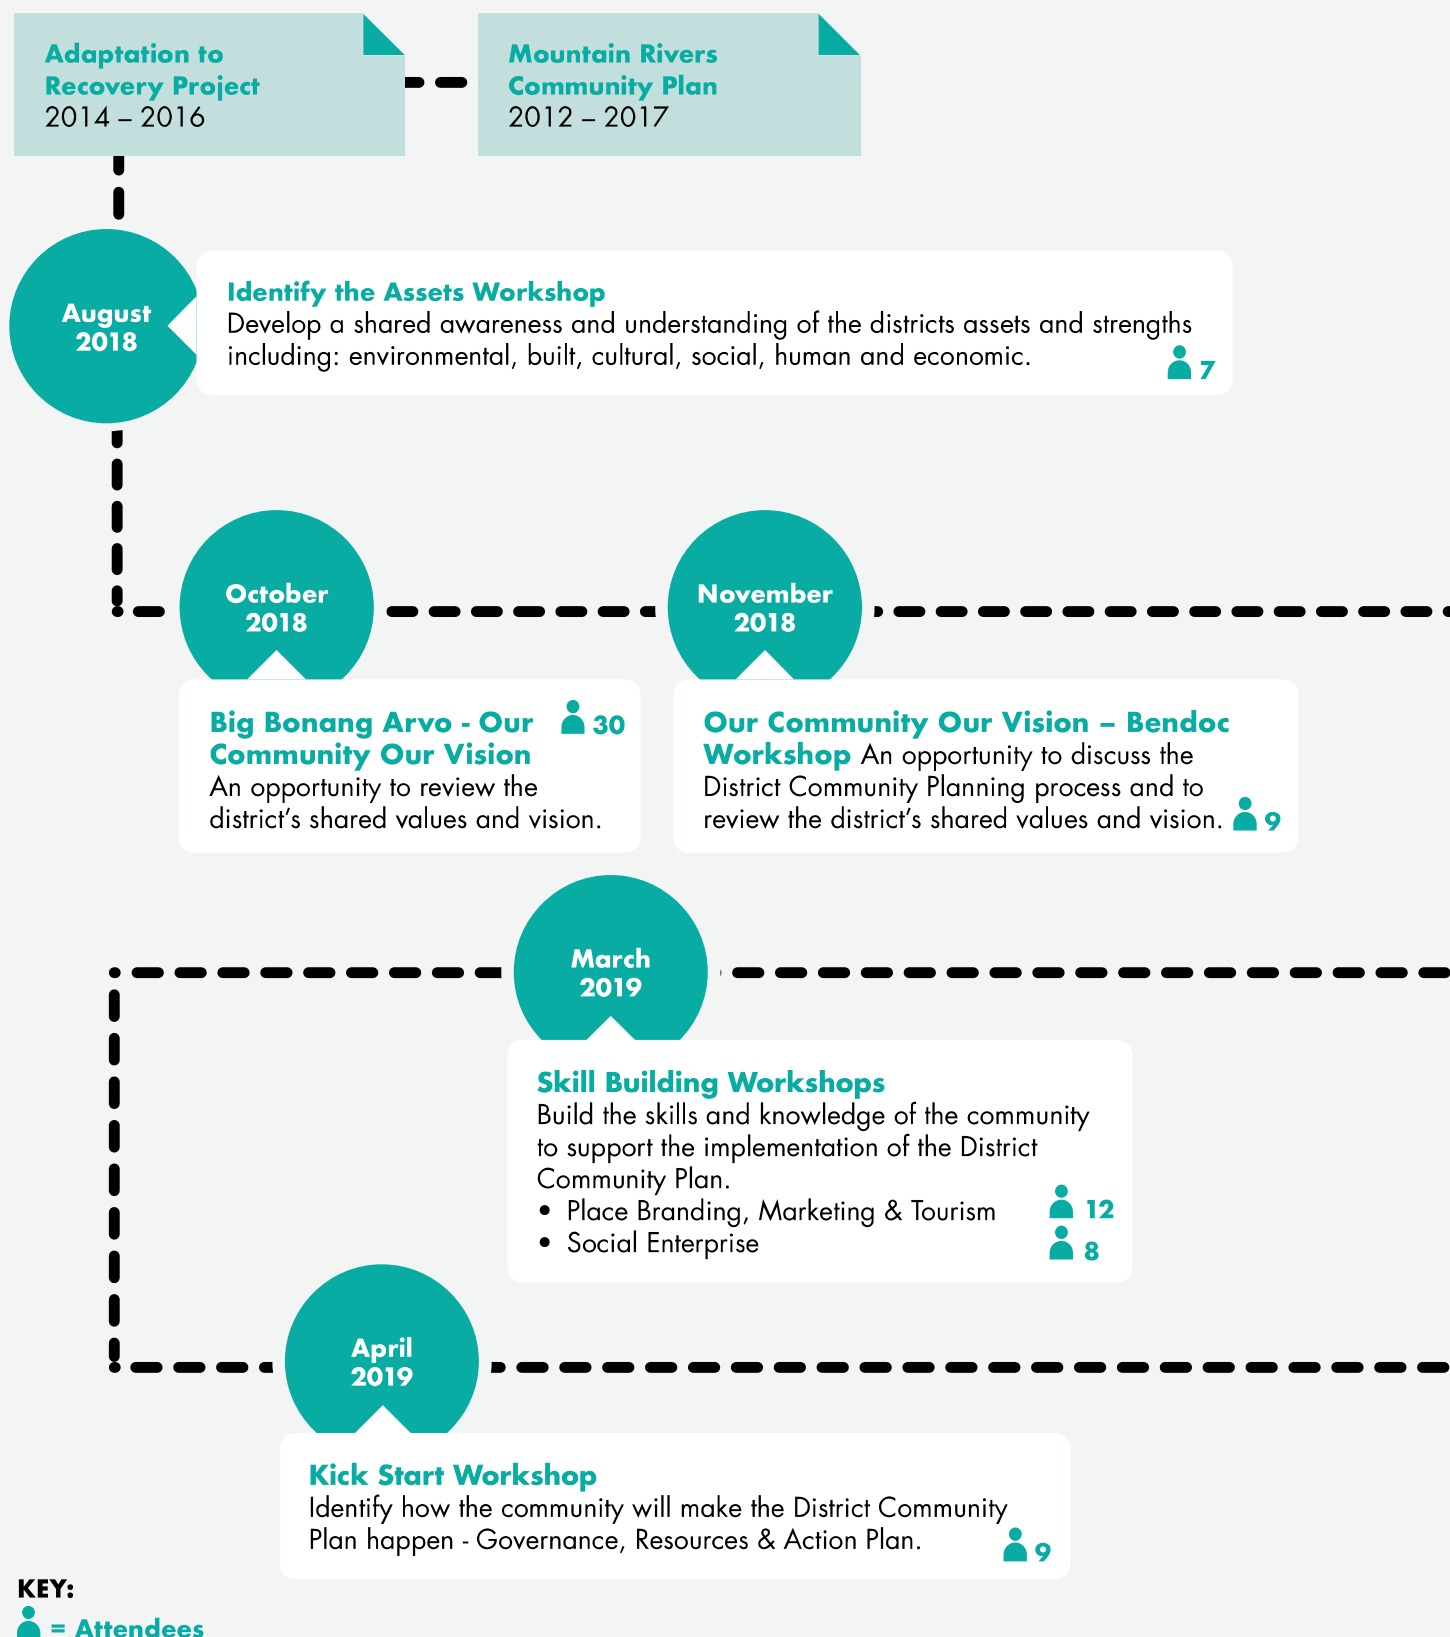 Adaptation to
Recovery Project
2014 – 2016
Mountain Rivers
Community Plan
2012 – 2017
August
2018
Identify the Assets Workshop
Develop a shared awareness and understanding of the districts assets and strengths
including: environmental, built, cultural, social, human and economic.
7
October
2018
November
2018
Big Bonang Arvo - Our
30
Community Our Vision
An opportunity to review the
district’s shared values and vision.
Our Community Our Vision – Bendoc
Workshop An opportunity to discuss the
District Community Planning process and to
review the district’s shared values and vision.
9
March
2019
Skill Building Workshops
Build the skills and knowledge of the community
to support the implementation of the District
Community Plan.
• Place Branding, Marketing & Tourism
12
• Social Enterprise
8
April
2019
Kick Start Workshop
Identify how the community will make the District Community
Plan happen - Governance, Resources & Action Plan.
9
KEY:
= Attendees